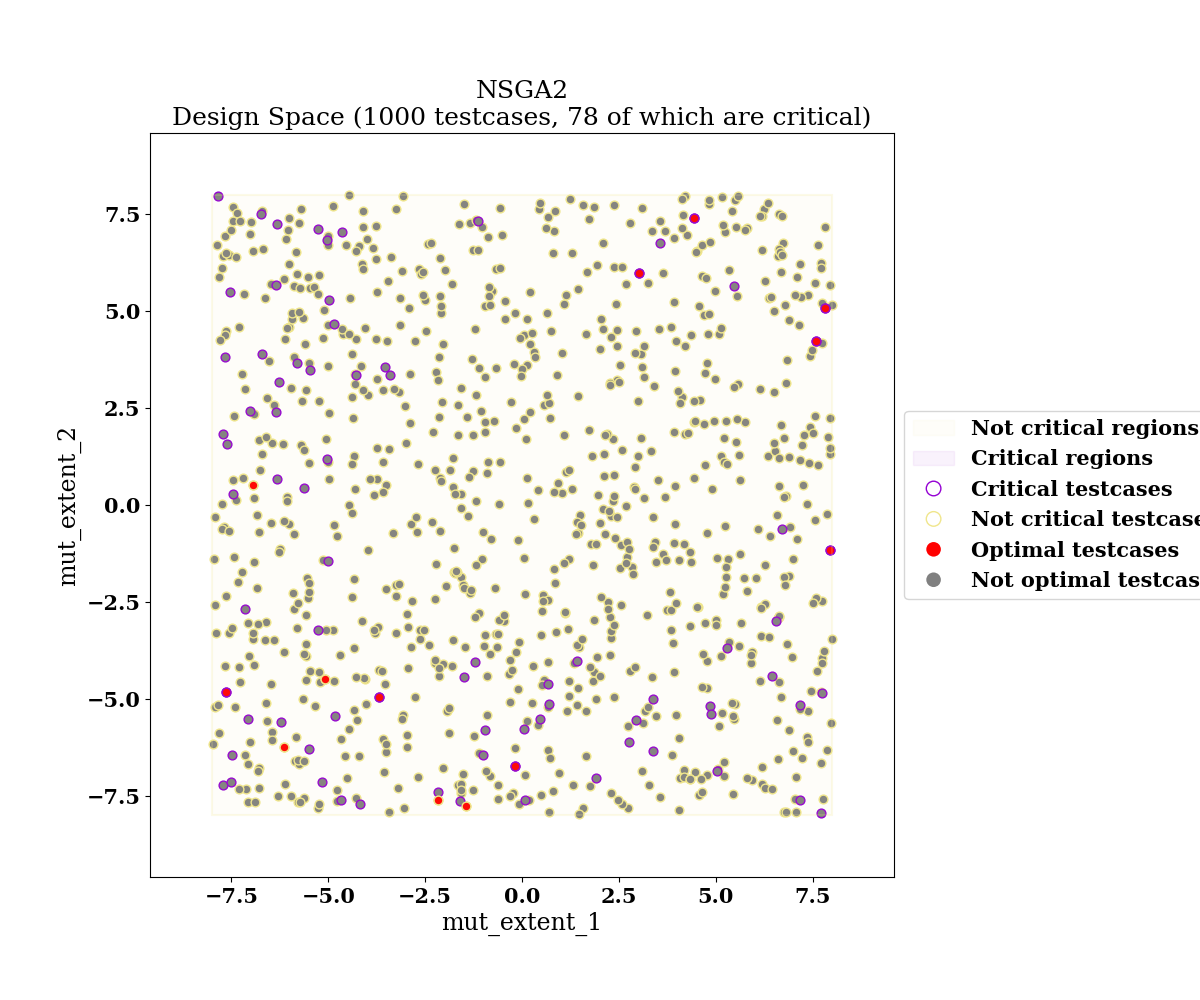 NSGA2
Design Space (1000 testcases, 78 of which are critical)
7.5
5.0
2.5
0.0
−2.5
−5.0
−7.5
mut_extent_2
−7.5 −5.0 −2.5 0.0 2.5 5.0 7.5
mut_extent_1
Not critical regions
Critical regions
Critical testcases
Not critical testcase
Optimal testcases
Not optimal testcas